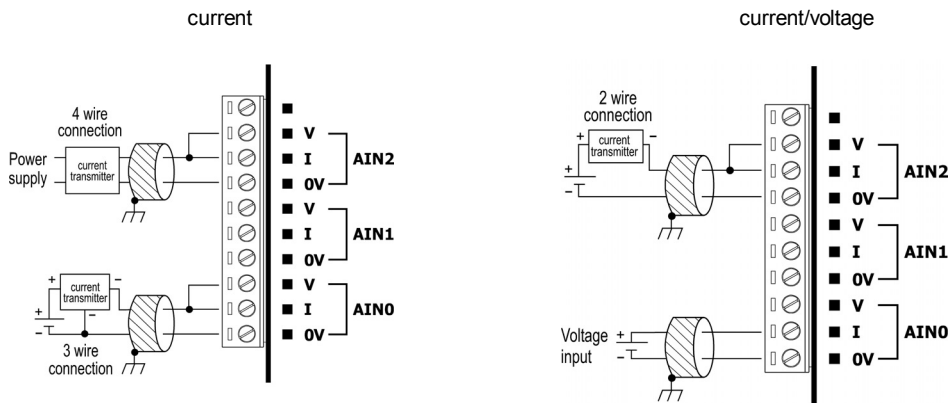 current
4 wire
connection
Power
supply
current
transmitter
V
I
AIN2
0V
V
I
AIN1
0V
+
-
current
transmitter
+
-
-
V
I
AIN0
0V
3 wire
connection
current/voltage
2 wire
connection
+
-
current transmitter
+
-
V
I
AIN2
0V
V
I
AIN1
0V
V
I
AIN0
0V
Voltage
input
+
-